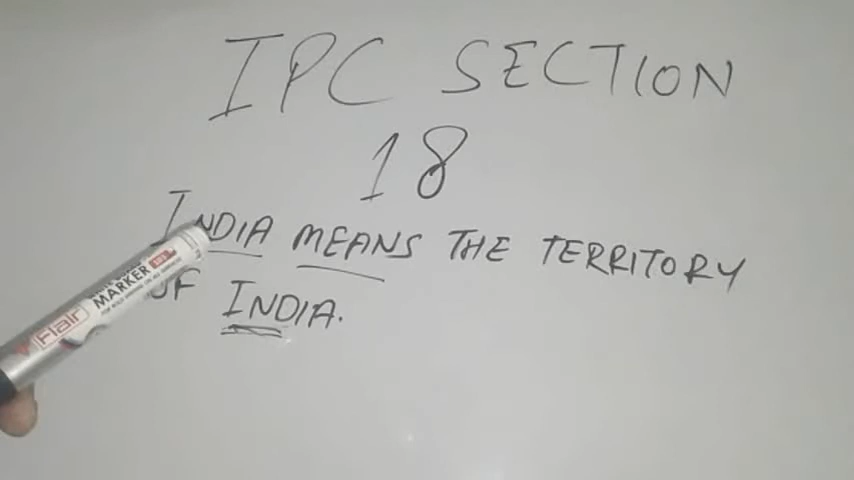 IPC SECTION
18
INDIA MEANS THE TERRITORY
OF INDIA.
Flair
MARKER